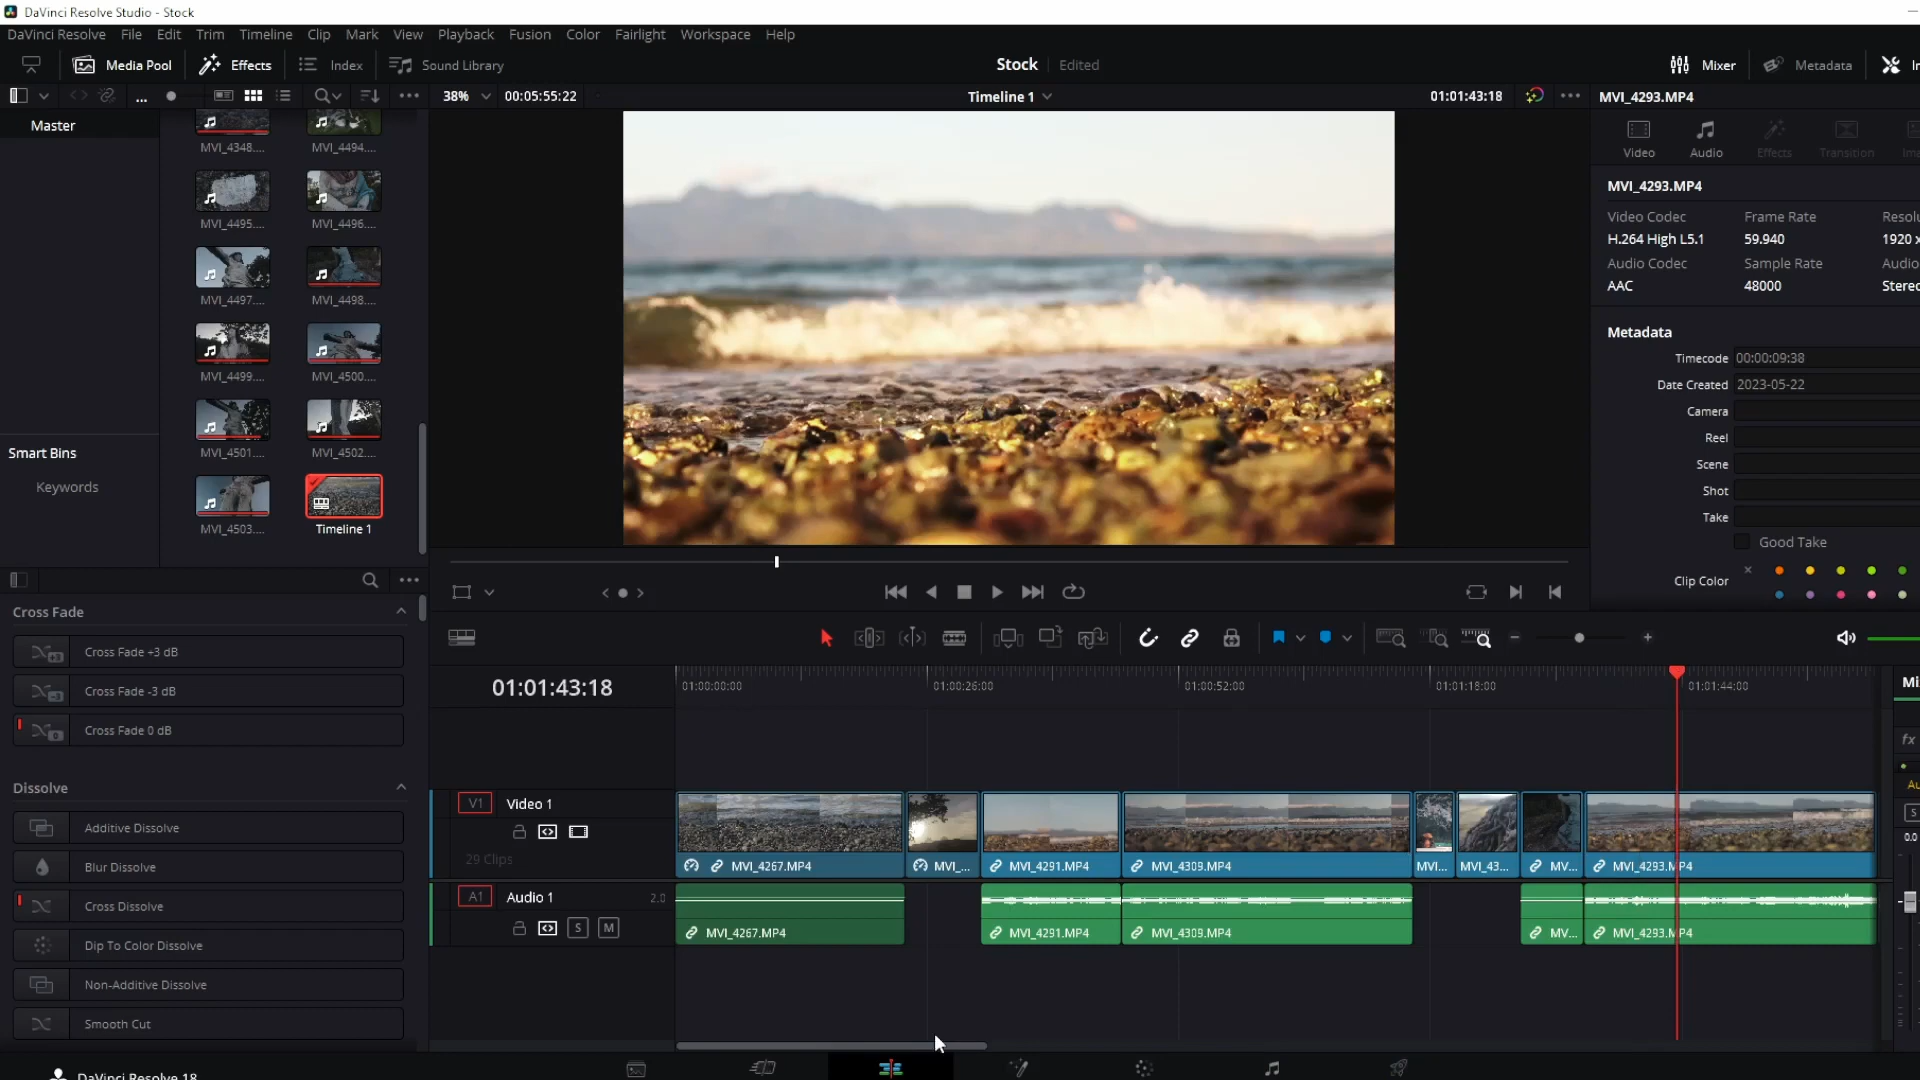 DaVinci Resolve Studio - Stock
DaVinci Resolve File Edit Trim Timeline Clip Mark View Playback Fusion Color Fairlight Workspace Help
Media Pool Effects Index Sound Library Stock Edited Mixer Metadata In
38% 00:05:55:22 Timeline 1 01:01:43:18 MVI_4293.MP4
Master
MVI_4348.... MVI_4494....
MVI_4495.... MVI_4496....
MVI_4497.... MVI_4498....
MVI_4499.... MVI_4500....
MVI_4501.... MVI_4502....
MVI_4503.... Timeline 1
Smart Bins
Keywords
Video Audio Effects Transition Ima
MVI_4293.MP4
Video Codec Frame Rate Resolu
H.264 High L5.1 59.940 1920 x
Audio Codec Sample Rate Audio
AAC 48000 Stereo
Metadata
Timecode 00:00:09:38
Date Created 2023-05-22
Camera
Reel
Scene
Shot
Take
Good Take
Clip Color
Cross Fade
Cross Fade +3 dB
Cross Fade -3 dB
Cross Fade 0 dB
Dissolve
Additive Dissolve
Blur Dissolve
Cross Dissolve
Dip To Color Dissolve
Non-Additive Dissolve
Smooth Cut
01:01:43:18 01:00:00:00 01:00:26:00 01:00:52:00 01:01:18:00 01:01:44:00 Mi
fx
V1 Video 1
29 Clips
MVI_4267.MP4 MVI_... MVI_4291.MP4 MVI_4309.MP4 MVI... MVI_43... MV... MVI_4293.MP4
A1 Audio 1 2.0
S M
MVI_4267.MP4 MVI_4291.MP4 MVI_4309.MP4 MV... MVI_4293.MP4
Au
S
0.0
DaVinci Resolve 18